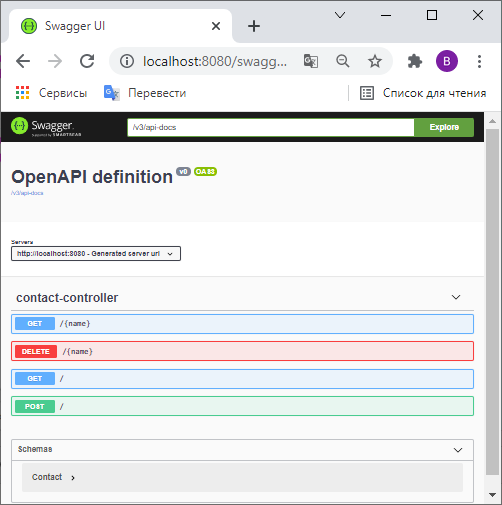 Swagger UI
localhost:8080/swagg...
B
Сервисы
Перевести
Список для чтения
Swagger.
Supported by SMARTBEAR
/v3/api-docs
Explore
OpenAPI definition v0 OAS3
/v3/api-docs
Servers
http://localhost:8080 - Generated server url
contact-controller
GET /{name}
DELETE /{name}
GET /
POST /
Schemas
Contact